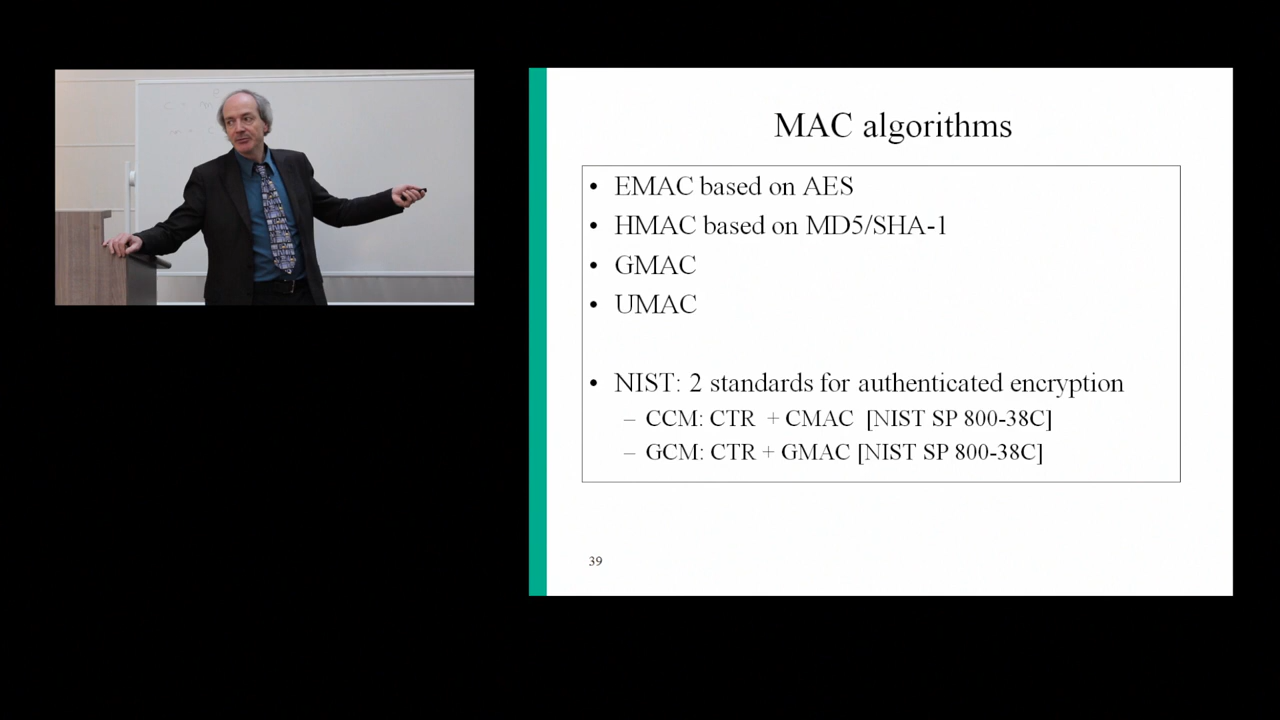 MAC algorithms
• EMAC based on AES
• HMAC based on MD5/SHA-1
• GMAC
• UMAC
• NIST: 2 standards for authenticated encryption
– CCM: CTR + CMAC [NIST SP 800-38C]
– GCM: CTR + GMAC [NIST SP 800-38C]
39